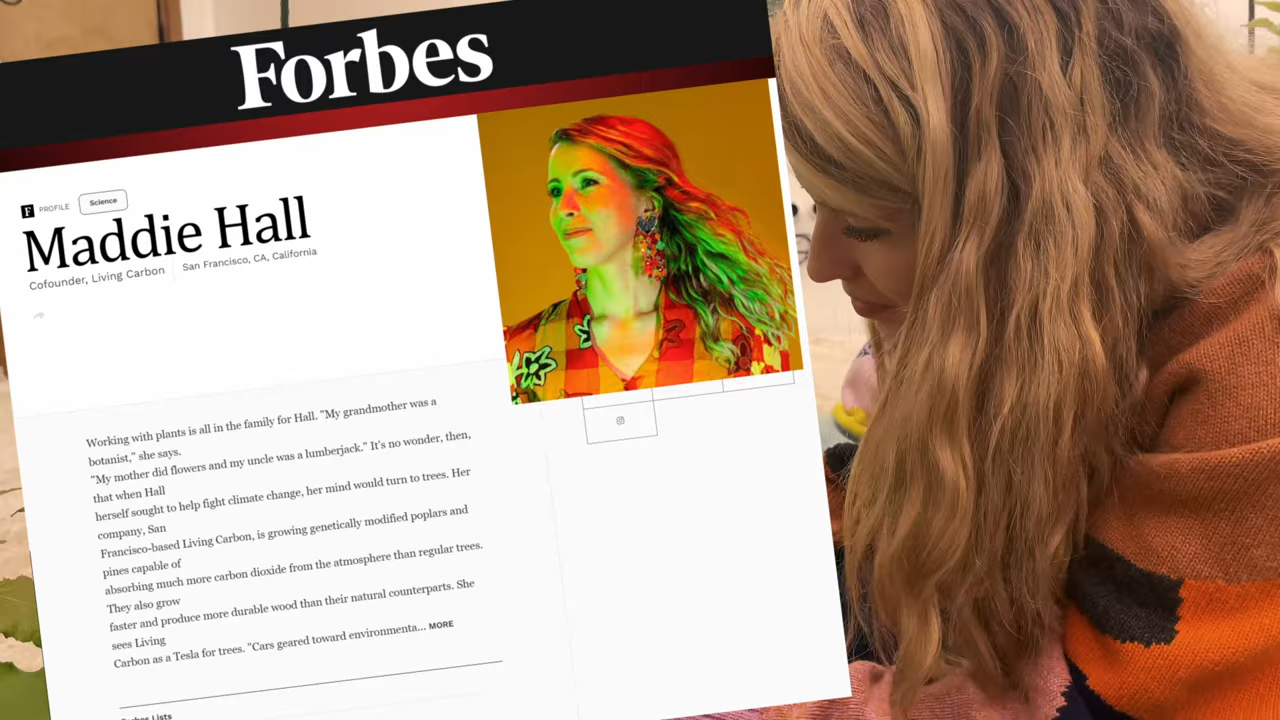 Forbes
PROFILE
Science
Maddie Hall
Cofounder, Living Carbon
San Francisco, CA, California
Working with plants is all in the family for Hall. "My grandmother was a
botanist," she says.
"My mother did flowers and my uncle was a lumberjack." It's no wonder, then,
that when Hall
herself sought to help fight climate change, her mind would turn to trees. Her
company, San
Francisco-based Living Carbon, is growing genetically modified poplars and
pines capable of
absorbing much more carbon dioxide from the atmosphere than regular trees.
They also grow
faster and produce more durable wood than their natural counterparts. She
sees Living
Carbon as a Tesla for trees. "Cars geared toward environmenta... MORE
Forbes Lists